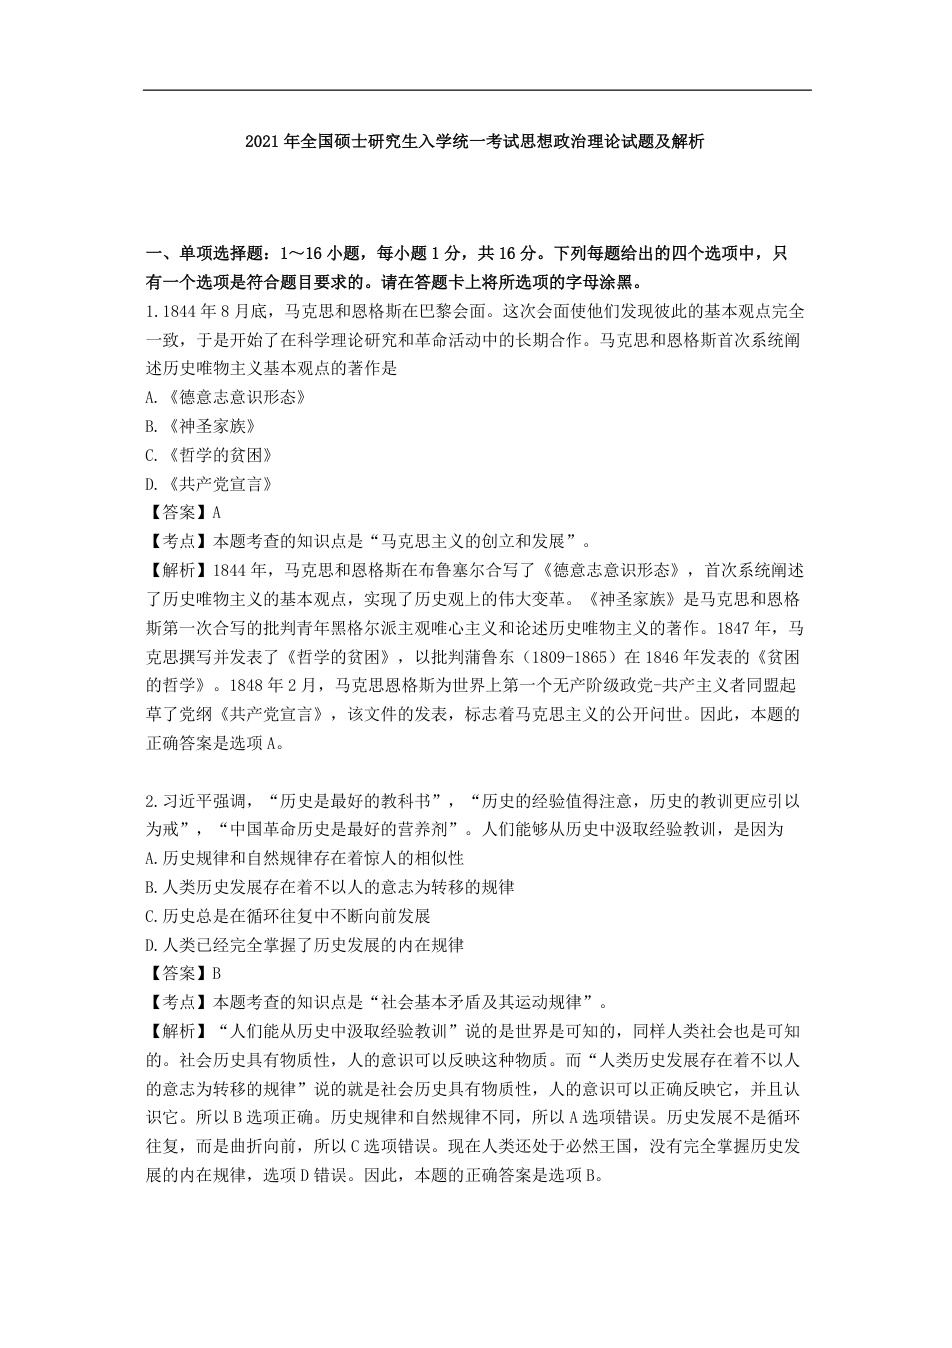 2021 年全国硕士研究生入学统一考试思想政治理论试题及解析
一、单项选择题：1～16 小题，每小题 1 分，共 16 分。下列每题给出的四个选项中，只
有一个选项是符合题目要求的。请在答题卡上将所选项的字母涂黑。
1.1844 年 8 月底，马克思和恩格斯在巴黎会面。这次会面使他们发现彼此的基本观点完全
一致，于是开始了在科学理论研究和革命活动中的长期合作。马克思和恩格斯首次系统阐
述历史唯物主义基本观点的著作是
A.《德意志意识形态》
B.《神圣家族》
C.《哲学的贫困》
D.《共产党宣言》
【答案】A
【考点】本题考查的知识点是“马克思主义的创立和发展”。
【解析】1844 年，马克思和恩格斯在布鲁塞尔合写了《德意志意识形态》，首次系统阐述
了历史唯物主义的基本观点，实现了历史观上的伟大变革。《神圣家族》是马克思和恩格
斯第一次合写的批判青年黑格尔派主观唯心主义和论述历史唯物主义的著作。1847 年，马
克思撰写并发表了《哲学的贫困》，以批判蒲鲁东（1809-1865）在 1846 年发表的《贫困
的哲学》。1848 年 2 月，马克思恩格斯为世界上第一个无产阶级政党-共产主义者同盟起
草了党纲《共产党宣言》，该文件的发表，标志着马克思主义的公开问世。因此，本题的
正确答案是选项 A。
2.习近平强调，“历史是最好的教科书”，“历史的经验值得注意，历史的教训更应引以
为戒”，“中国革命历史是最好的营养剂”。人们能够从历史中汲取经验教训，是因为
A.历史规律和自然规律存在着惊人的相似性
B.人类历史发展存在着不以人的意志为转移的规律
C.历史总是在循环往复中不断向前发展
D.人类已经完全掌握了历史发展的内在规律
【答案】B
【考点】本题考查的知识点是“社会基本矛盾及其运动规律”。
【解析】“人们能从历史中汲取经验教训”说的是世界是可知的，同样人类社会也是可知
的。社会历史具有物质性，人的意识可以反映这种物质。而“人类历史发展存在着不以人
的意志为转移的规律”说的就是社会历史具有物质性，人的意识可以正确反映它，并且认
识它。所以 B 选项正确。历史规律和自然规律不同，所以 A 选项错误。历史发展不是循环
往复，而是曲折向前，所以 C 选项错误。现在人类还处于必然王国，没有完全掌握历史发
展的内在规律，选项 D 错误。因此，本题的正确答案是选项 B。